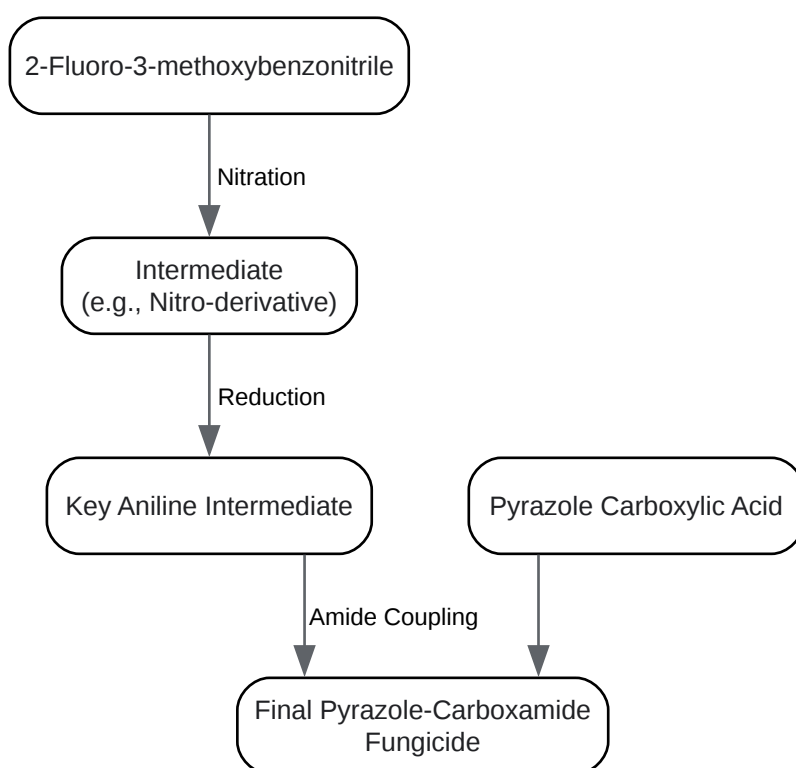 2-Fluoro-3-methoxybenzonitrile
Nitration
Intermediate
(e.g., Nitro-derivative)
Reduction
Key Aniline Intermediate
Pyrazole Carboxylic Acid
Amide Coupling
Final Pyrazole-Carboxamide
Fungicide